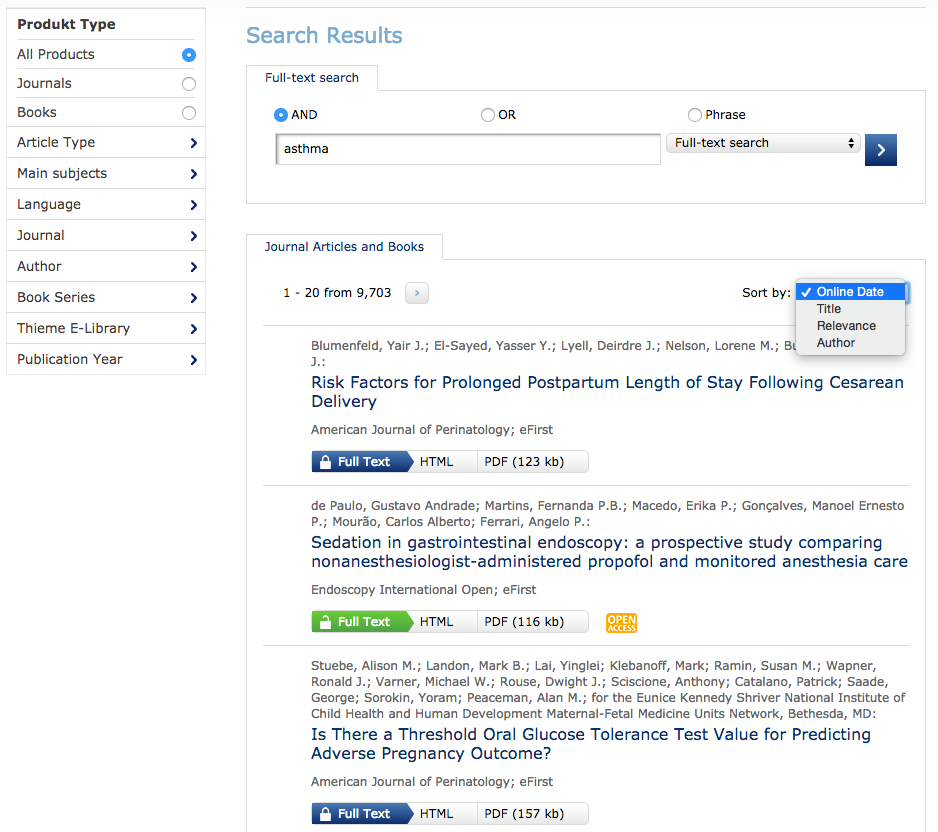 Produkt Type
All Products
Journals
Books
Article Type
Main subjects
Language
Journal
Author
Book Series
Thieme E-Library
Publication Year
Search Results
Full-text search
AND OR Phrase
asthma Full-text search
Journal Articles and Books
1 - 20 from 9,703 Sort by:
✓ Online Date
Title
Relevance
Author
Blumenfeld, Yair J.; El-Sayed, Yasser Y.; Lyell, Deirdre J.; Nelson, Lorene M.;
J.:
Risk Factors for Prolonged Postpartum Length of Stay Following Cesarean
Delivery
American Journal of Perinatology; eFirst
Full Text HTML PDF (123 kb)
de Paulo, Gustavo Andrade; Martins, Fernanda P.B.; Macedo, Erika P.; Gonçalves, Manoel Ernesto
P.; Mourão, Carlos Alberto; Ferrari, Angelo P.:
Sedation in gastrointestinal endoscopy: a prospective study comparing
nonanesthesiologist-administered propofol and monitored anesthesia care
Endoscopy International Open; eFirst
Full Text HTML PDF (116 kb) OPEN
ACCESS
Stuebe, Alison M.; Landon, Mark B.; Lai, Yinglei; Klebanoff, Mark; Ramin, Susan M.; Wapner,
Ronald J.; Varner, Michael W.; Rouse, Dwight J.; Sciscione, Anthony; Catalano, Patrick; Saade,
George; Sorokin, Yoram; Peaceman, Alan M.; for the Eunice Kennedy Shriver National Institute of
Child Health and Human Development Maternal-Fetal Medicine Units Network, Bethesda, MD:
Is There a Threshold Oral Glucose Tolerance Test Value for Predicting
Adverse Pregnancy Outcome?
American Journal of Perinatology; eFirst
Full Text HTML PDF (157 kb)